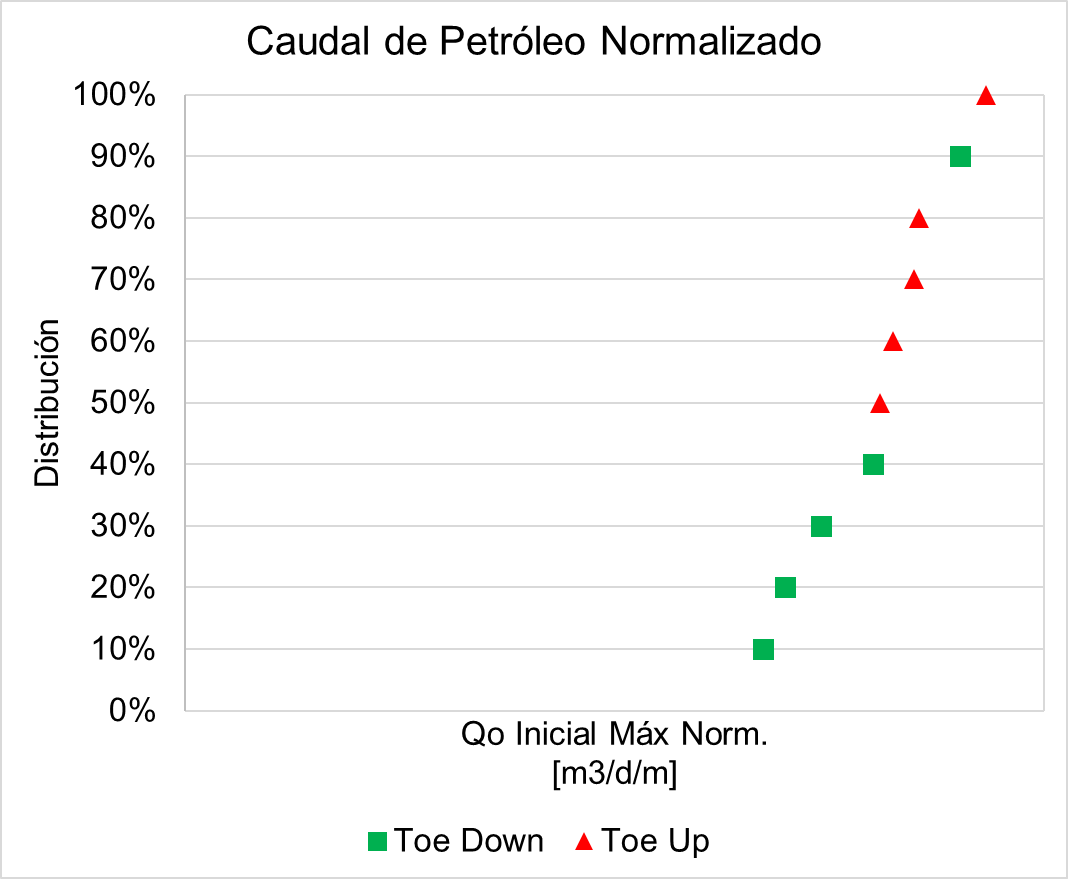 Caudal de Petróleo Normalizado
100%
90%
80%
70%
60%
50%
40%
30%
20%
10%
0%
Distribución
Qo Inicial Máx Norm.
[m3/d/m]
Toe Down
Toe Up